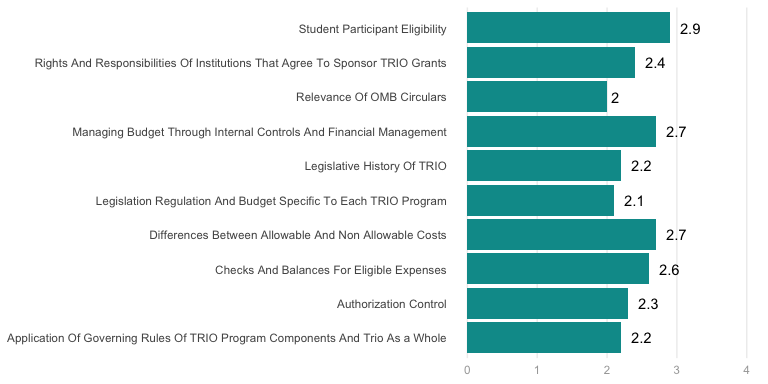 Student Participant Eligibility 2.9
Rights And Responsibilities Of Institutions That Agree To Sponsor TRIO Grants 2.4
Relevance Of OMB Circulars 2
Managing Budget Through Internal Controls And Financial Management 2.7
Legislative History Of TRIO 2.2
Legislation Regulation And Budget Specific To Each TRIO Program 2.1
Differences Between Allowable And Non Allowable Costs 2.7
Checks And Balances For Eligible Expenses 2.6
Authorization Control 2.3
Application Of Governing Rules Of TRIO Program Components And Trio As a Whole 2.2
0 1 2 3 4